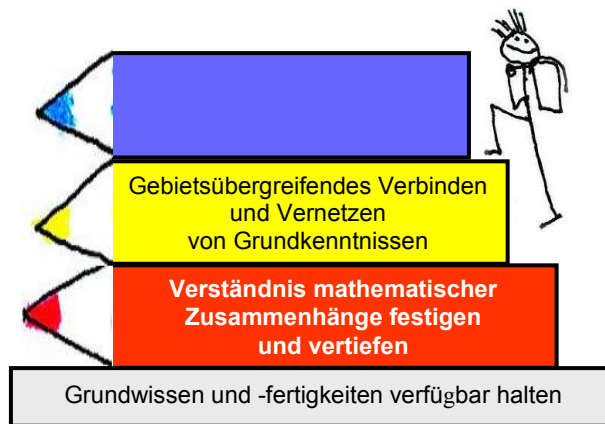 Gebietsübergreifendes Verbinden
und Vernetzen
von Grundkenntnissen
Verständnis mathematischer
Zusammenhänge festigen
und vertiefen
Grundwissen und -fertigkeiten verfügbar halten